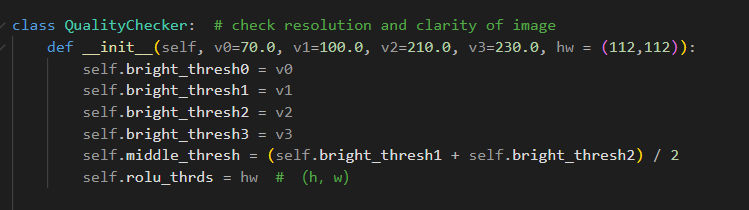 class QualityChecker:  # check resolution and clarity of image
    def __init__(self, v0=70.0, v1=100.0, v2=210.0, v3=230.0, hw = (112,112)):
        self.bright_thresh0 = v0
        self.bright_thresh1 = v1
        self.bright_thresh2 = v2
        self.bright_thresh3 = v3
        self.middle_thresh = (self.bright_thresh1 + self.bright_thresh2) / 2
        self.rolu_thrds = hw  #  (h, w)